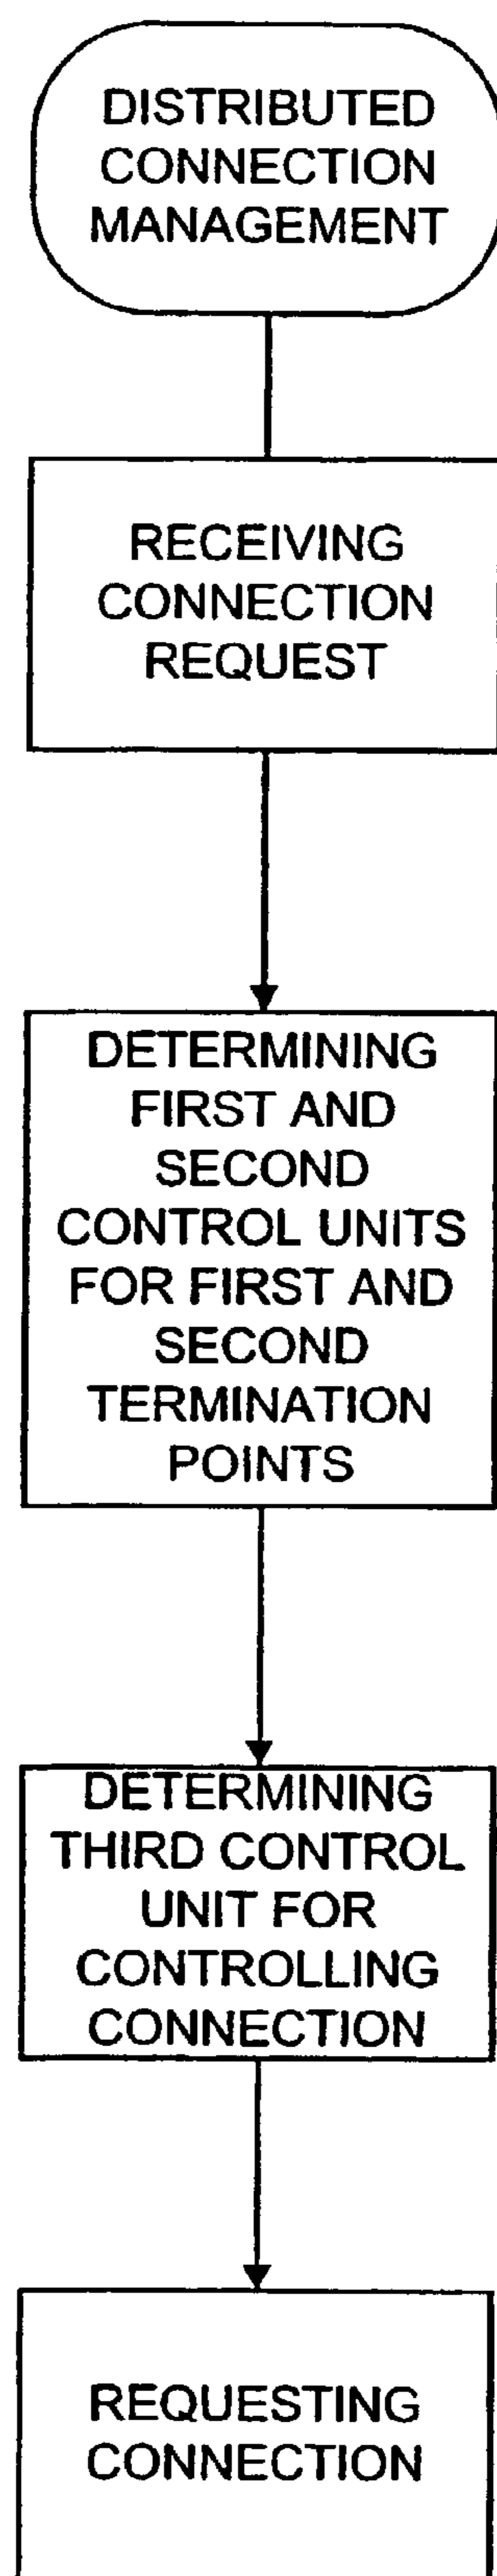 DISTRIBUTED
CONNECTION
MANAGEMENT
RECEIVING
CONNECTION
REQUEST
DETERMINING
FIRST AND
SECOND
CONTROL UNITS
FOR FIRST AND
SECOND
TERMINATION
POINTS
DETERMINING
THIRD CONTROL
UNIT FOR
CONTROLLING
CONNECTION
REQUESTING
CONNECTION